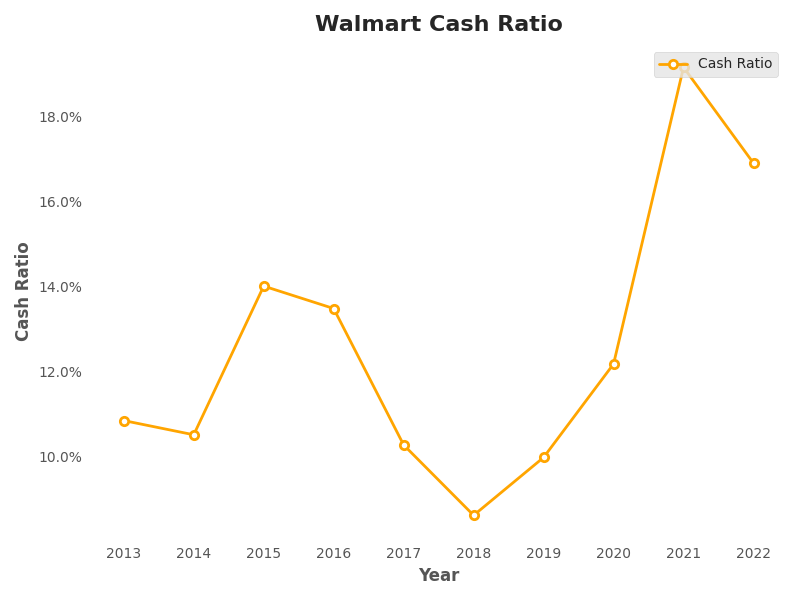 Walmart Cash Ratio
Cash Ratio
18.0%
16.0%
14.0%
12.0%
10.0%
Cash Ratio
2013 2014 2015 2016 2017 2018 2019 2020 2021 2022
Year